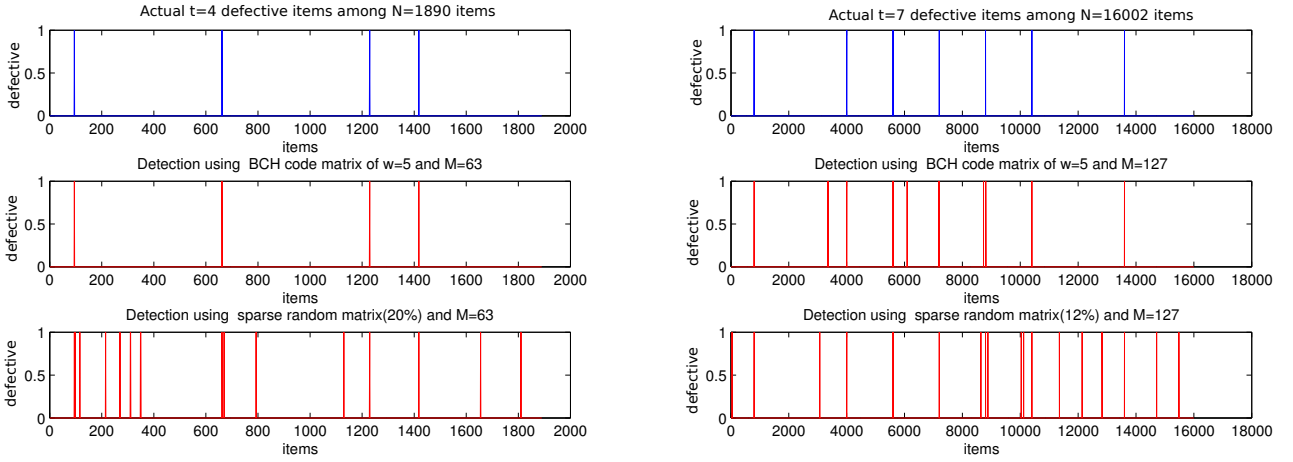 Actual t=4 defective items among N=1890 items
1
0.5
0
defective
0 200 400 600 800 1000 1200 1400 1600 1800 2000
items
Detection using BCH code matrix of w=5 and M=63
1
0.5
0
defective
0 200 400 600 800 1000 1200 1400 1600 1800 2000
items
Detection using sparse random matrix(20%) and M=63
1
0.5
0
defective
0 200 400 600 800 1000 1200 1400 1600 1800 2000
items
Actual t=7 defective items among N=16002 items
1
0.5
0
defective
0 2000 4000 6000 8000 10000 12000 14000 16000 18000
items
Detection using BCH code matrix of w=5 and M=127
1
0.5
0
defective
0 2000 4000 6000 8000 10000 12000 14000 16000 18000
items
Detection using sparse random matrix(12%) and M=127
1
0.5
0
defective
0 2000 4000 6000 8000 10000 12000 14000 16000 18000
items